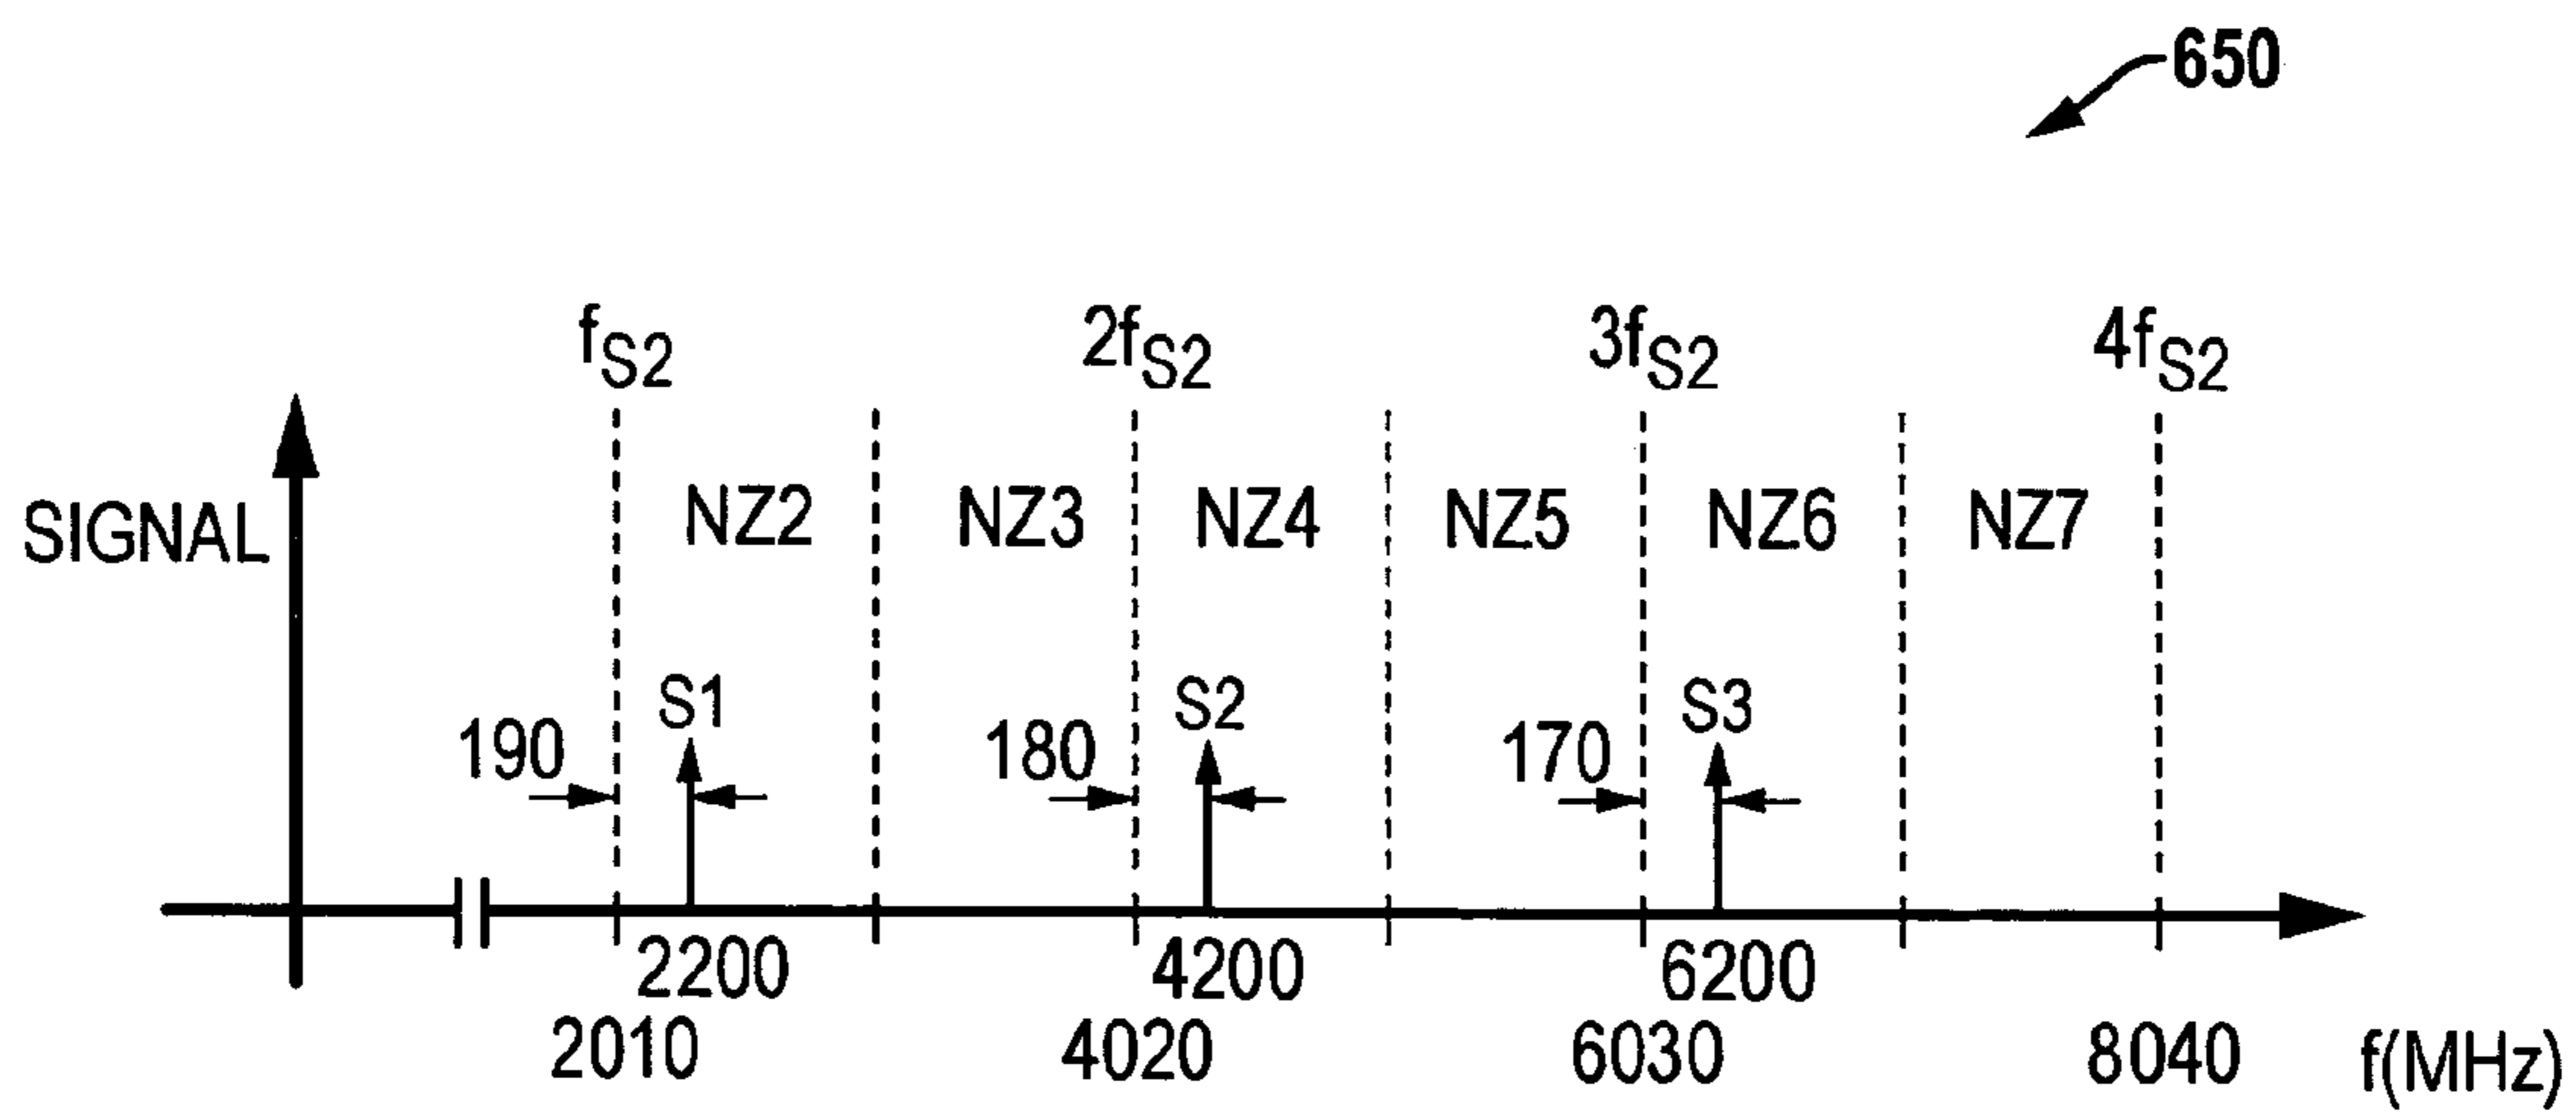 650
fS2 2fS2 3fS2 4fS2
SIGNAL NZ2 NZ3 NZ4 NZ5 NZ6 NZ7
190 S1 180 S2 170 S3
2200 4200 6200
2010 4020 6030 8040 f(MHz)